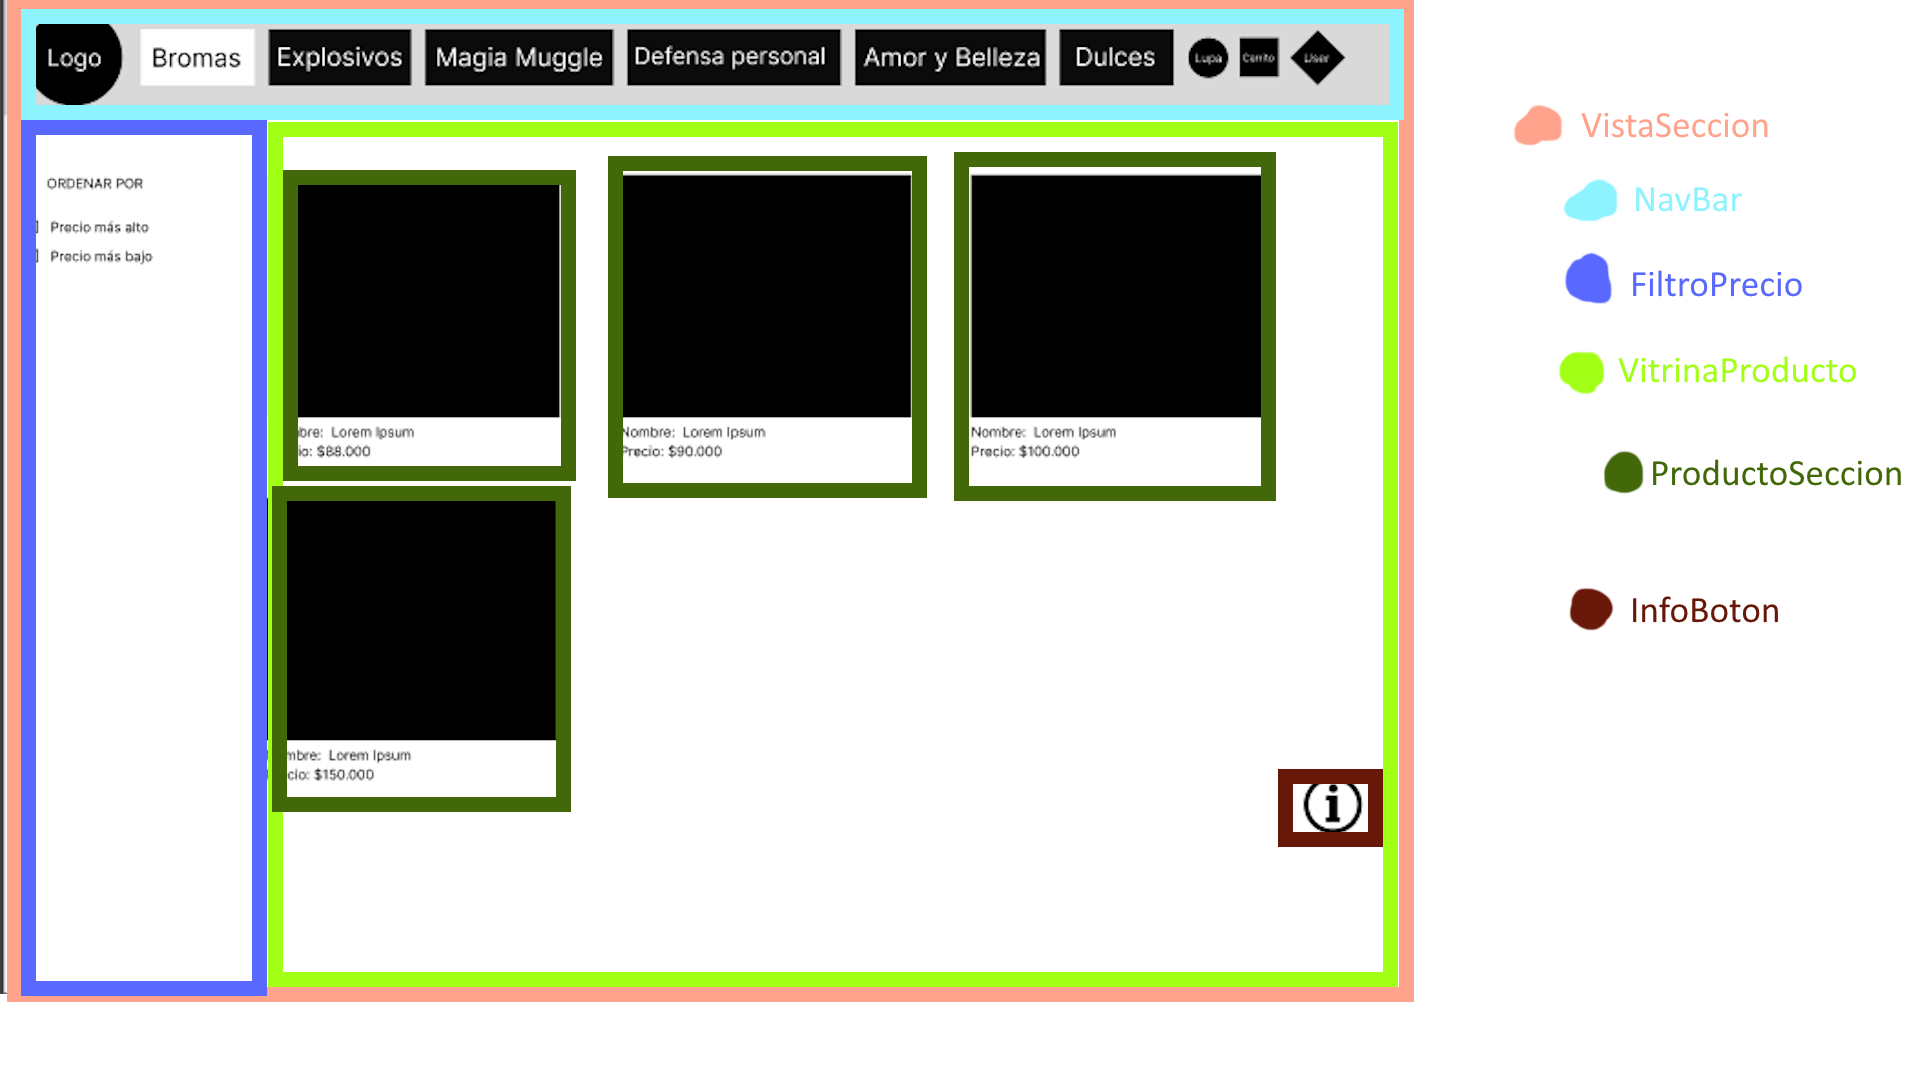 Logo Bromas Explosivos Magia Muggle Defensa personal Amor y Belleza Dulces Lupa Carrito User
ORDENAR POR
Precio más alto
Precio más bajo
bre: Lorem Ipsum
io: $88.000
Nombre: Lorem Ipsum
Precio: $90.000
Nombre: Lorem Ipsum
Precio: $100.000
mbre: Lorem Ipsum
cio: $150.000
i
VistaSeccion
NavBar
FiltroPrecio
VitrinaProducto
ProductoSeccion
InfoBoton